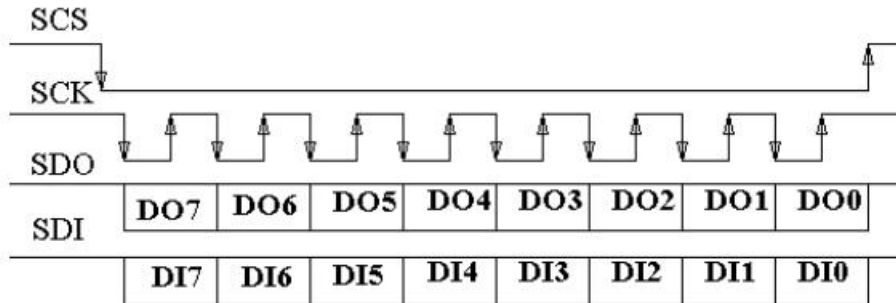 SCS
SCK
SDO
DO7 DO6 DO5 DO4 DO3 DO2 DO1 DO0
SDI
DI7 DI6 DI5 DI4 DI3 DI2 DI1 DI0